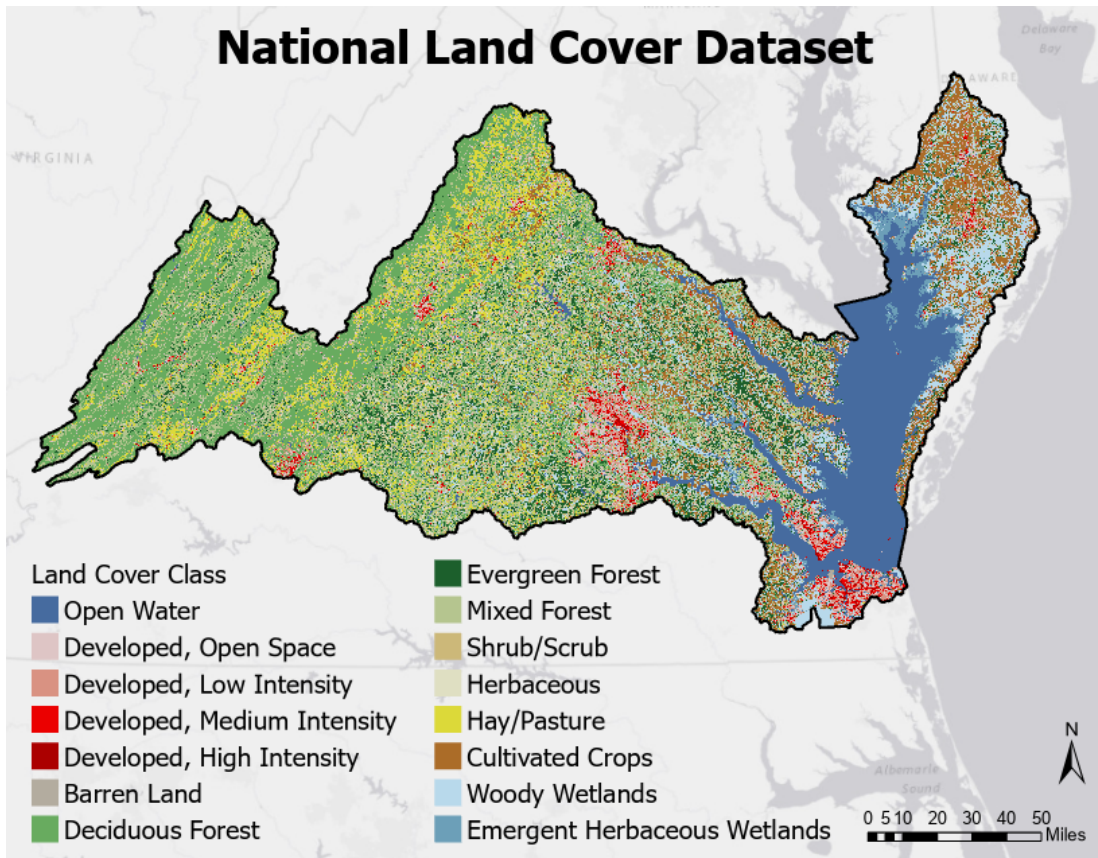 National Land Cover Dataset
Delaware
Bay
DELAWARE
VIRGINIA
Land Cover Class
Open Water
Developed, Open Space
Developed, Low Intensity
Developed, Medium Intensity
Developed, High Intensity
Barren Land
Deciduous Forest
Evergreen Forest
Mixed Forest
Shrub/Scrub
Herbaceous
Hay/Pasture
Cultivated Crops
Woody Wetlands
Emergent Herbaceous Wetlands
Albemarle
Sound
N
0 5 10 20 30 40 50
Miles